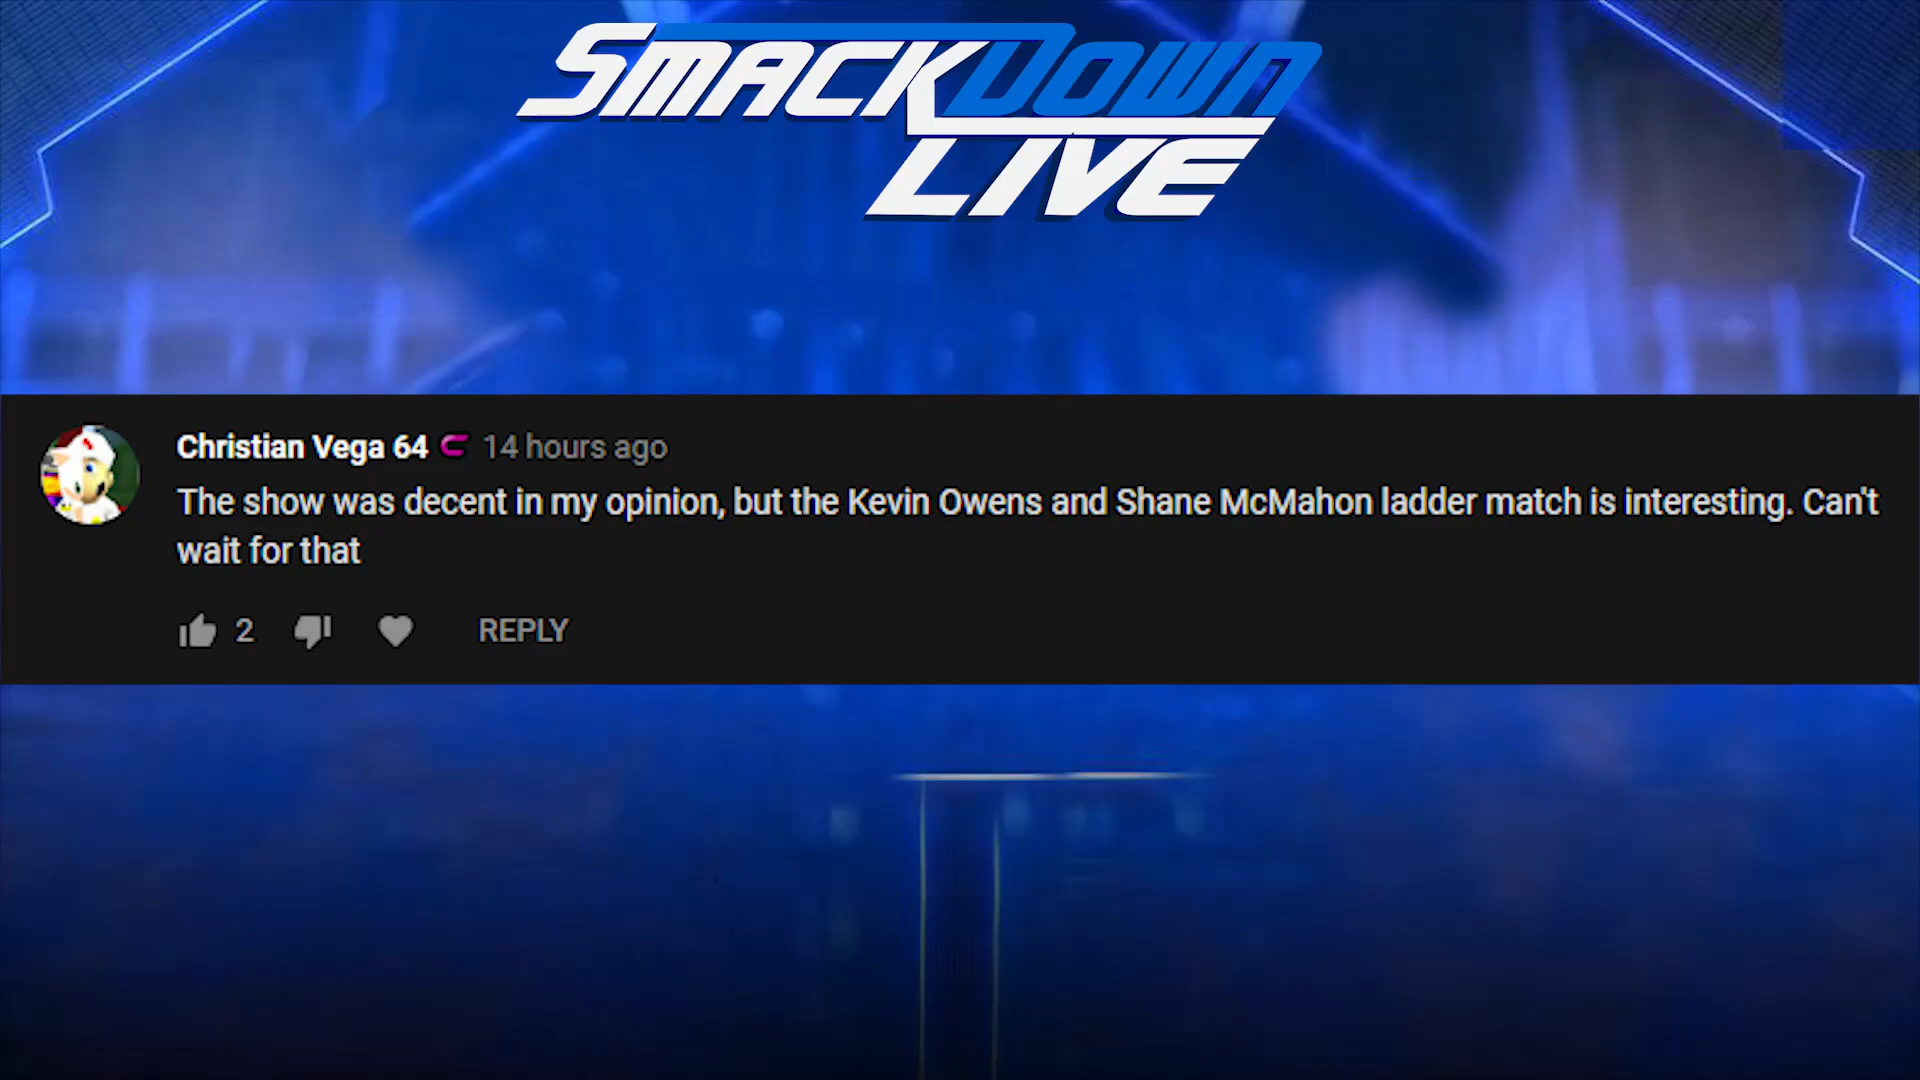 SMACKDOWN
LIVE
Christian Vega 64 14 hours ago
The show was decent in my opinion, but the Kevin Owens and Shane McMahon ladder match is interesting. Can't
wait for that
2 REPLY